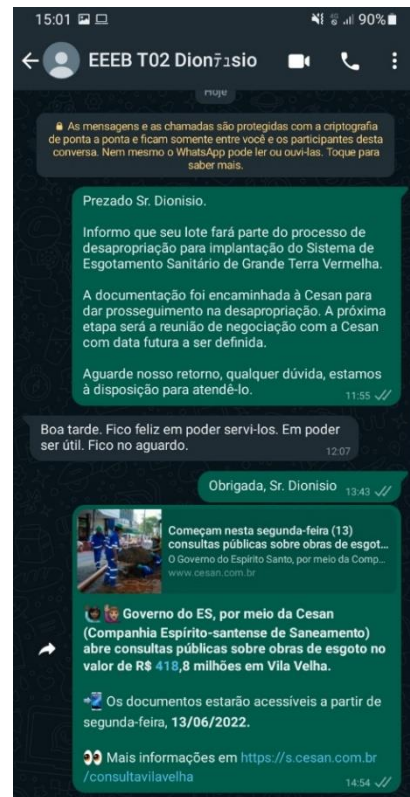 15:01
90%
EEEB T02 Dionテュsio
Hoje
As mensagens e as chamadas são protegidas com a criptografia
de ponta a ponta e ficam somente entre você e os participantes desta
conversa. Nem mesmo o WhatsApp pode ler ou ouvi-las. Toque para
saber mais.
Prezado Sr. Dionisio.
Informo que seu lote fará parte do processo de
desapropriação para implantação do Sistema de
Esgotamento Sanitário de Grande Terra Vermelha.
A documentação foi encaminhada à Cesan para
dar prosseguimento na desapropriação. A próxima
etapa será a reunião de negociação com a Cesan
com data futura a ser definida.
Aguarde nosso retorno, qualquer dúvida, estamos
à disposição para atendê-lo.
11:55
Boa tarde. Fico feliz em poder servi-los. Em poder
ser útil. Fico no aguardo.
12:07
Obrigada, Sr. Dionisio
13:43
Começam nesta segunda-feira (13)
consultas públicas sobre obras de esgot...
O Governo do Espírito Santo, por meio da Comp...
www.cesan.com.br
Governo do ES, por meio da Cesan
(Companhia Espírito-santense de Saneamento)
abre consultas públicas sobre obras de esgoto no
valor de R$ 418,8 milhões em Vila Velha.
Os documentos estarão acessíveis a partir de
segunda-feira, 13/06/2022.
Mais informações em https://s.cesan.com.br
/consultavilavelha
14:54